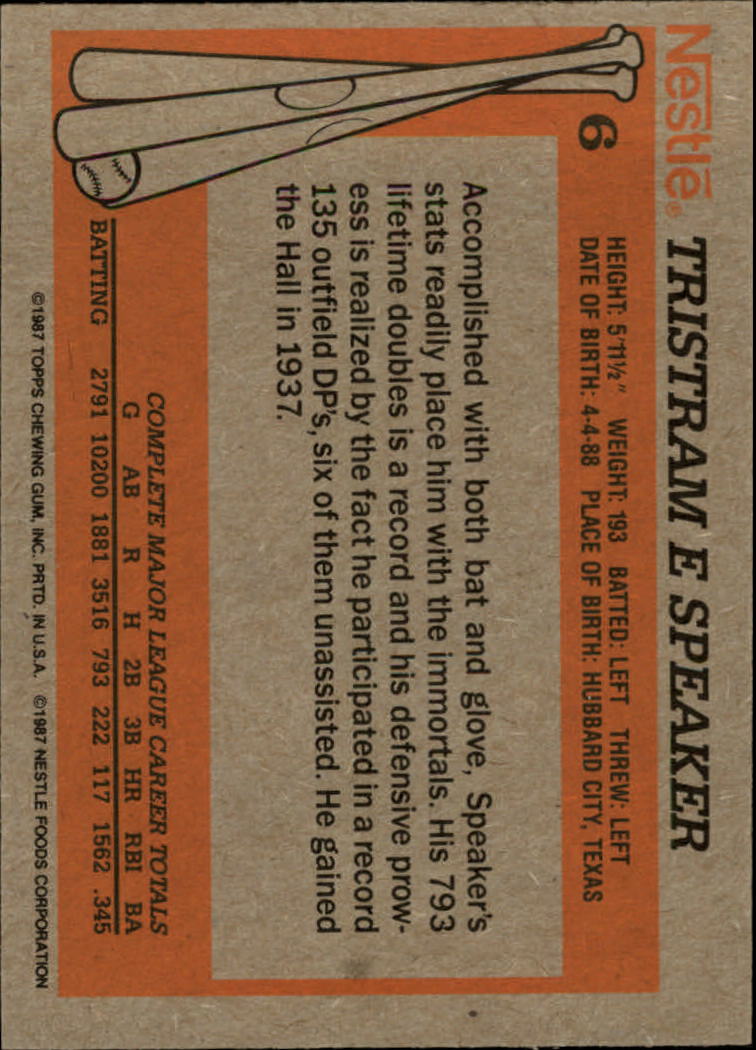 Nestlé®
TRISTRAM E SPEAKER
6
HEIGHT: 5'11½" WEIGHT: 193 BATTED: LEFT THREW: LEFT
DATE OF BIRTH: 4-4-88 PLACE OF BIRTH: HUBBARD CITY, TEXAS
Accomplished with both bat and glove, Speaker's
stats readily place him with the immortals. His 793
lifetime doubles is a record and his defensive prow-
ess is realized by the fact he participated in a record
135 outfield DP's, six of them unassisted. He gained
the Hall in 1937.
COMPLETE MAJOR LEAGUE CAREER TOTALS
G AB R H 2B 3B HR RBI BA
BATTING 2791 10200 1881 3516 793 222 117 1562 .345
©1987 TOPPS CHEWING GUM, INC. PRTD. IN U.S.A. ©1987 NESTLE FOODS CORPORATION